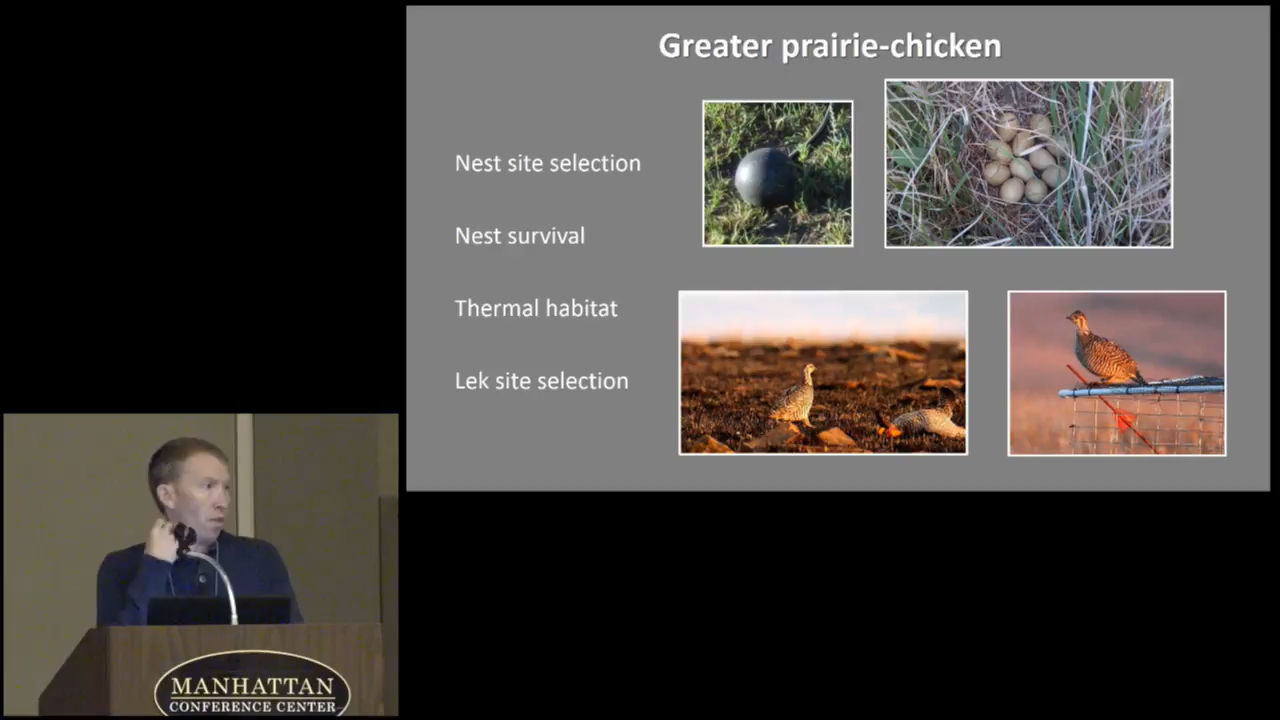 Greater prairie-chicken
Nest site selection
Nest survival
Thermal habitat
Lek site selection
MANHATTAN
CONFERENCE CENTER